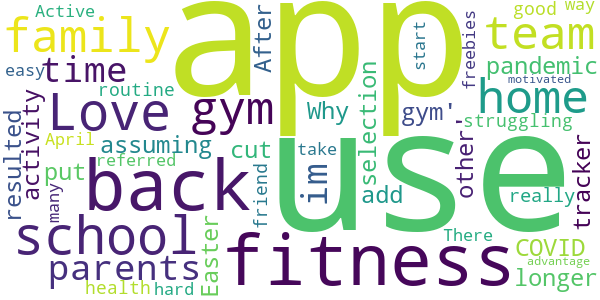 Active
family
easy
time
routine
After
app
start
freebies
good
way
team
pandemic
motivated
home
Love
gym
Why
gym'
struggling
resulted
activity
April
assuming
cut
selection
take
other-
tracker
referred
put
many
back
friend
im
add
use
really
school
parents
Easter
fitness
There
COVID
advantage
longer
health
hard